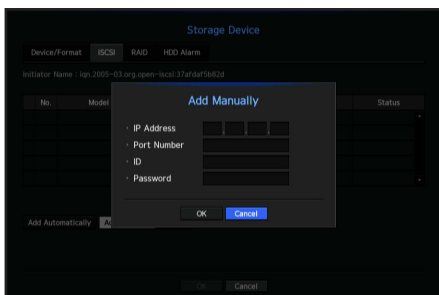 Storage Device
Device/Format ISCSI RAID HDD Alarm
Initiator Name : iqn.2005-03.org.open-iscsi:37afdaf5b82d
No. Model Status
Add Manually
· IP Address . . .
· Port Number
· ID
· Password
OK Cancel
Add Automatically
OK Cancel